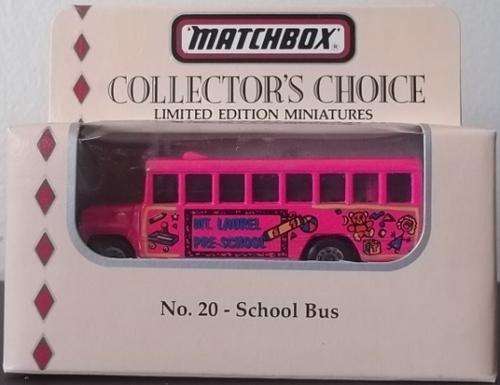 MATCHBOX
COLLECTOR'S CHOICE
LIMITED EDITION MINIATURES
MT. LAUREL
PRE-SCHOOL
No. 20 - School Bus